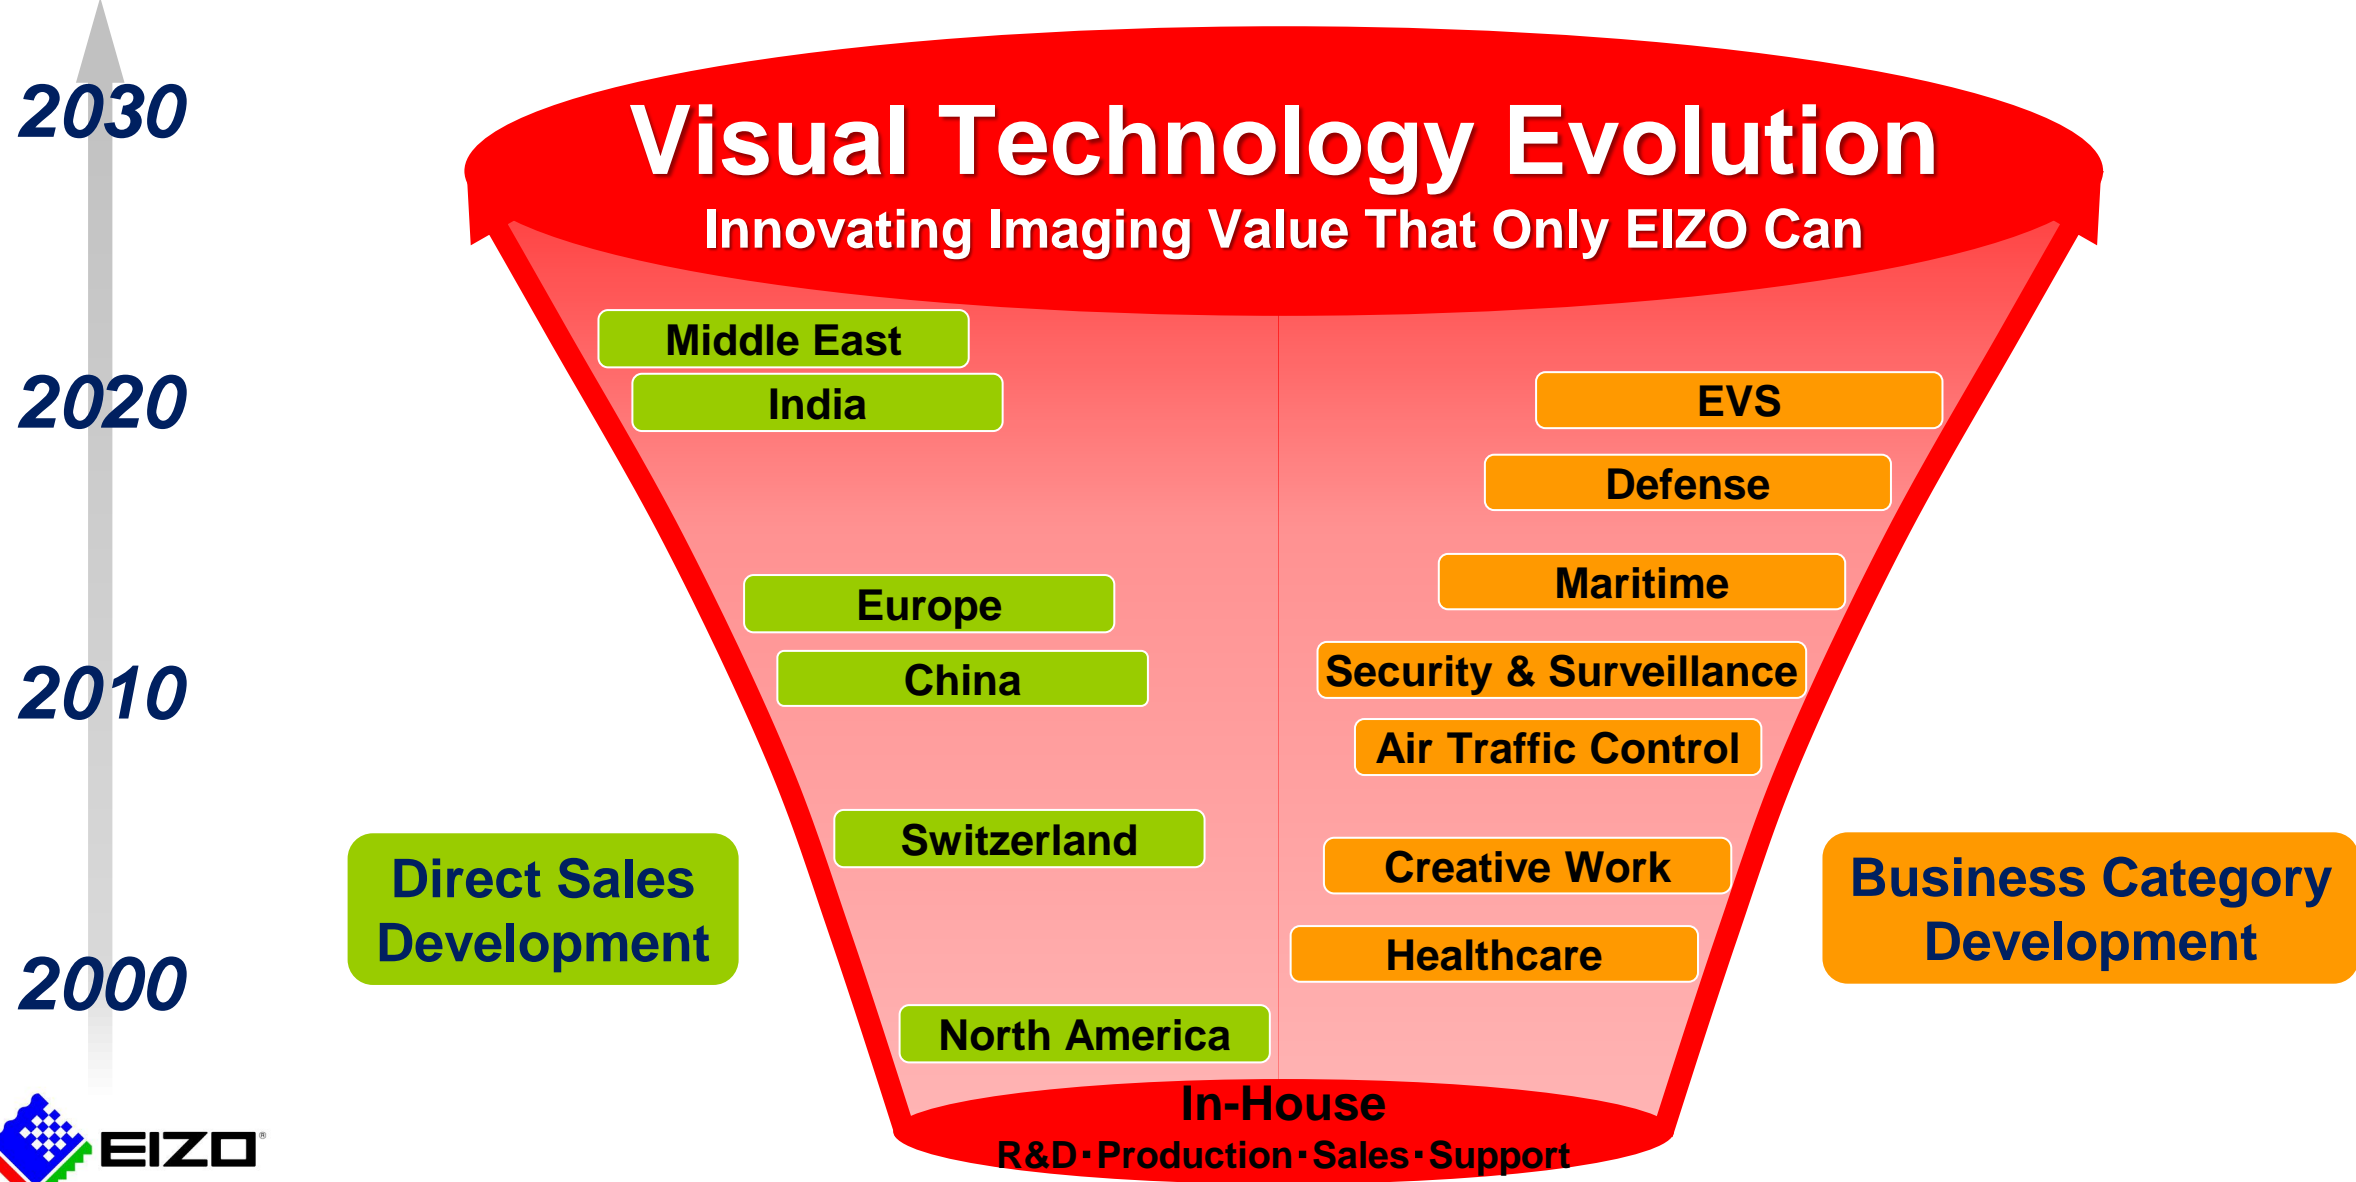 2030
2020
2010
2000
Visual Technology Evolution
Innovating Imaging Value That Only EIZO Can
Middle East
India
Europe
China
Switzerland
North America
EVS
Defense
Maritime
Security & Surveillance
Air Traffic Control
Creative Work
Healthcare
Direct Sales
Development
Business Category
Development
In-House
R&D･Production･Sales･Support
EIZO®